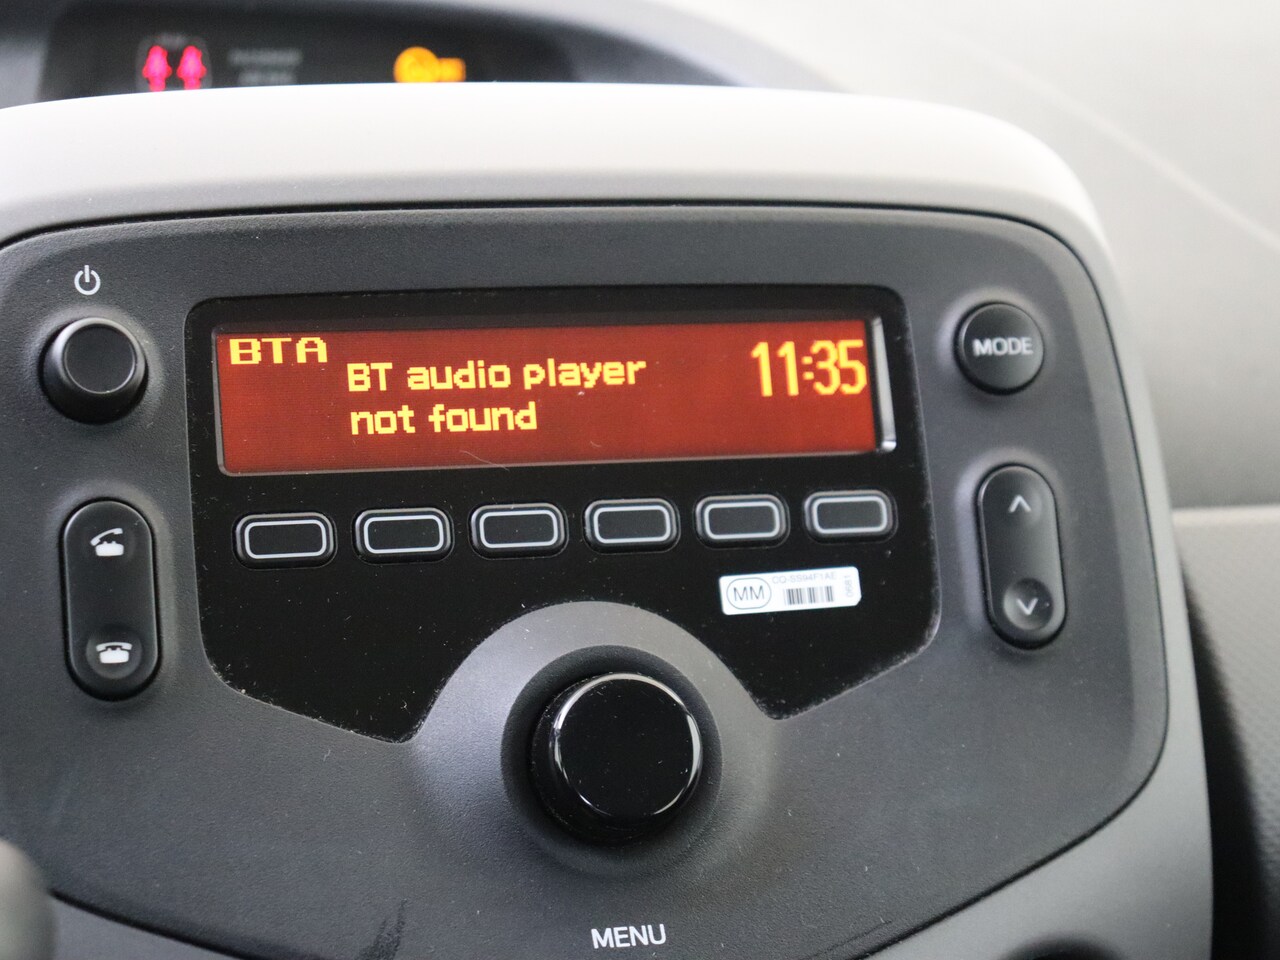 BTA
BT audio player
not found
11:35
MODE
MM
MENU